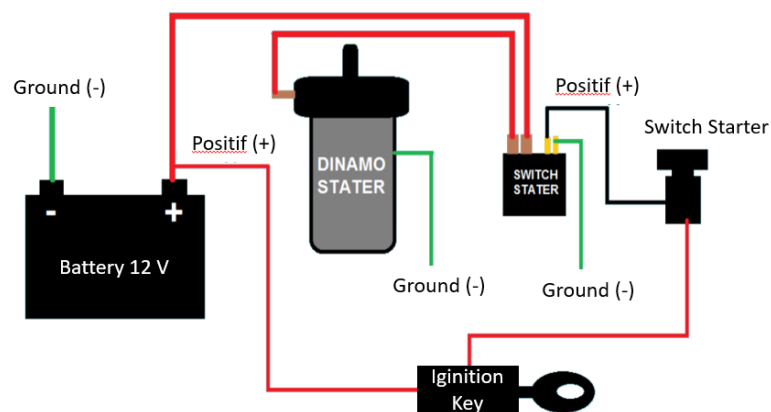 Ground (-)
Positif (+)
Switch Starter
Positif (+)
DINAMO
STATER
SWITCH
STATER
-
+
Battery 12 V
Ground (-)
Ground (-)
Iginition
Key